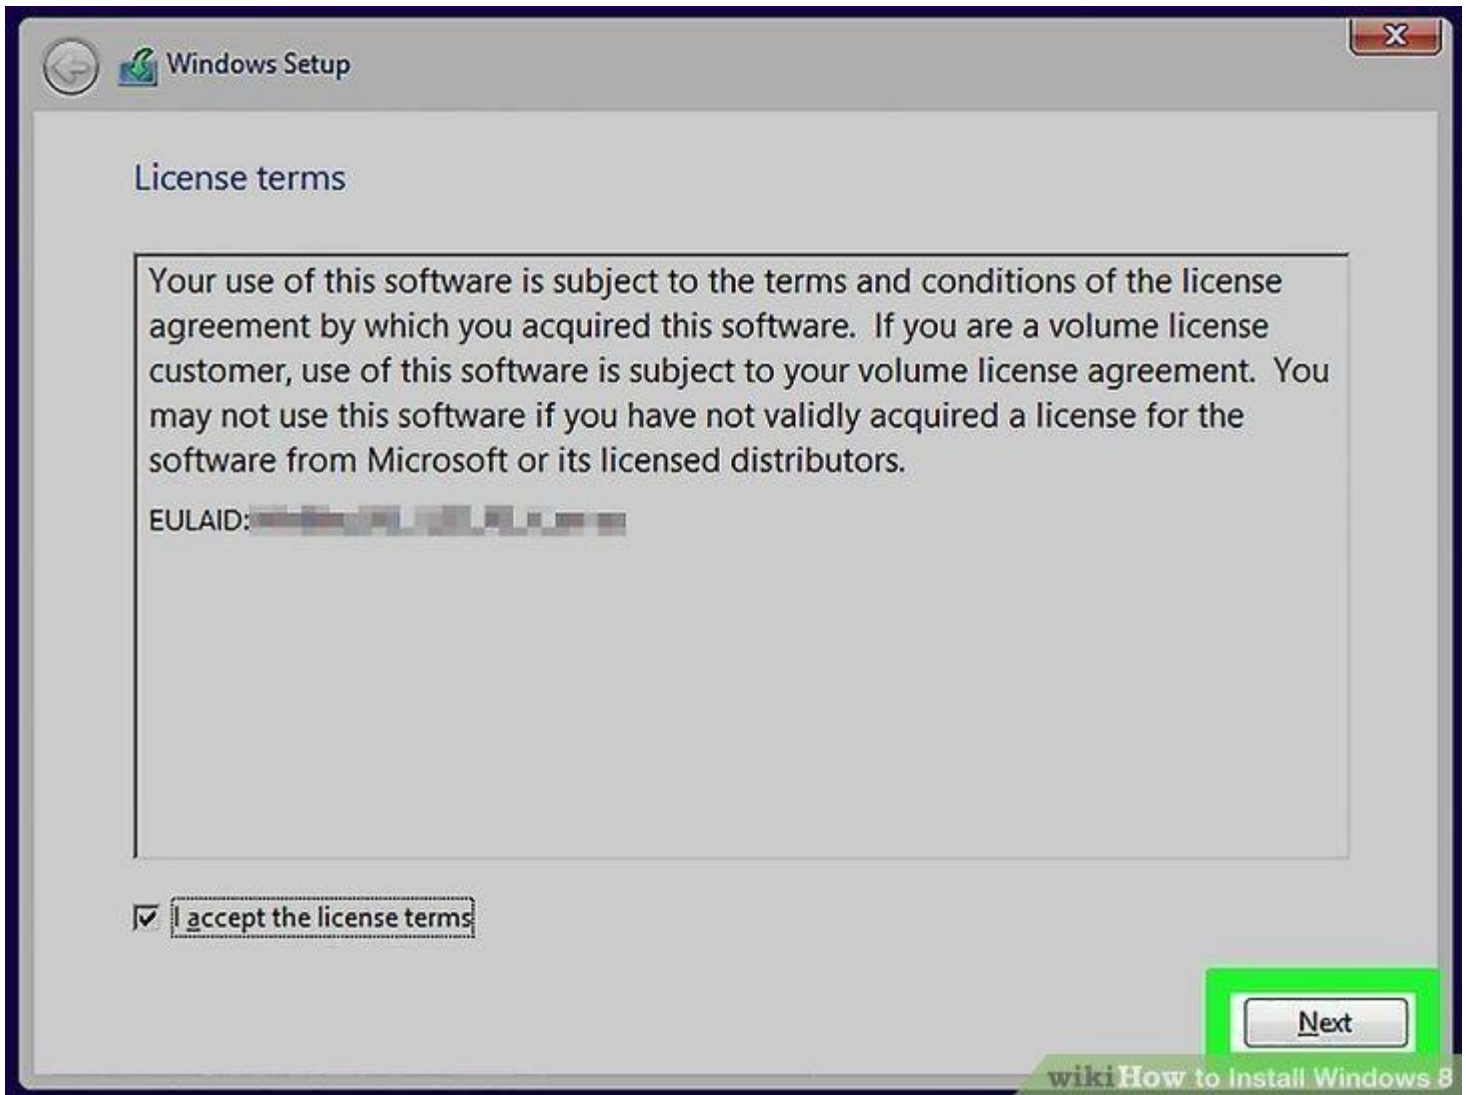 Windows Setup
License terms
Your use of this software is subject to the terms and conditions of the license
agreement by which you acquired this software.  If you are a volume license
customer, use of this software is subject to your volume license agreement.  You
may not use this software if you have not validly acquired a license for the
software from Microsoft or its licensed distributors.
EULAID:
I accept the license terms
Next
wikiHow to Install Windows 8